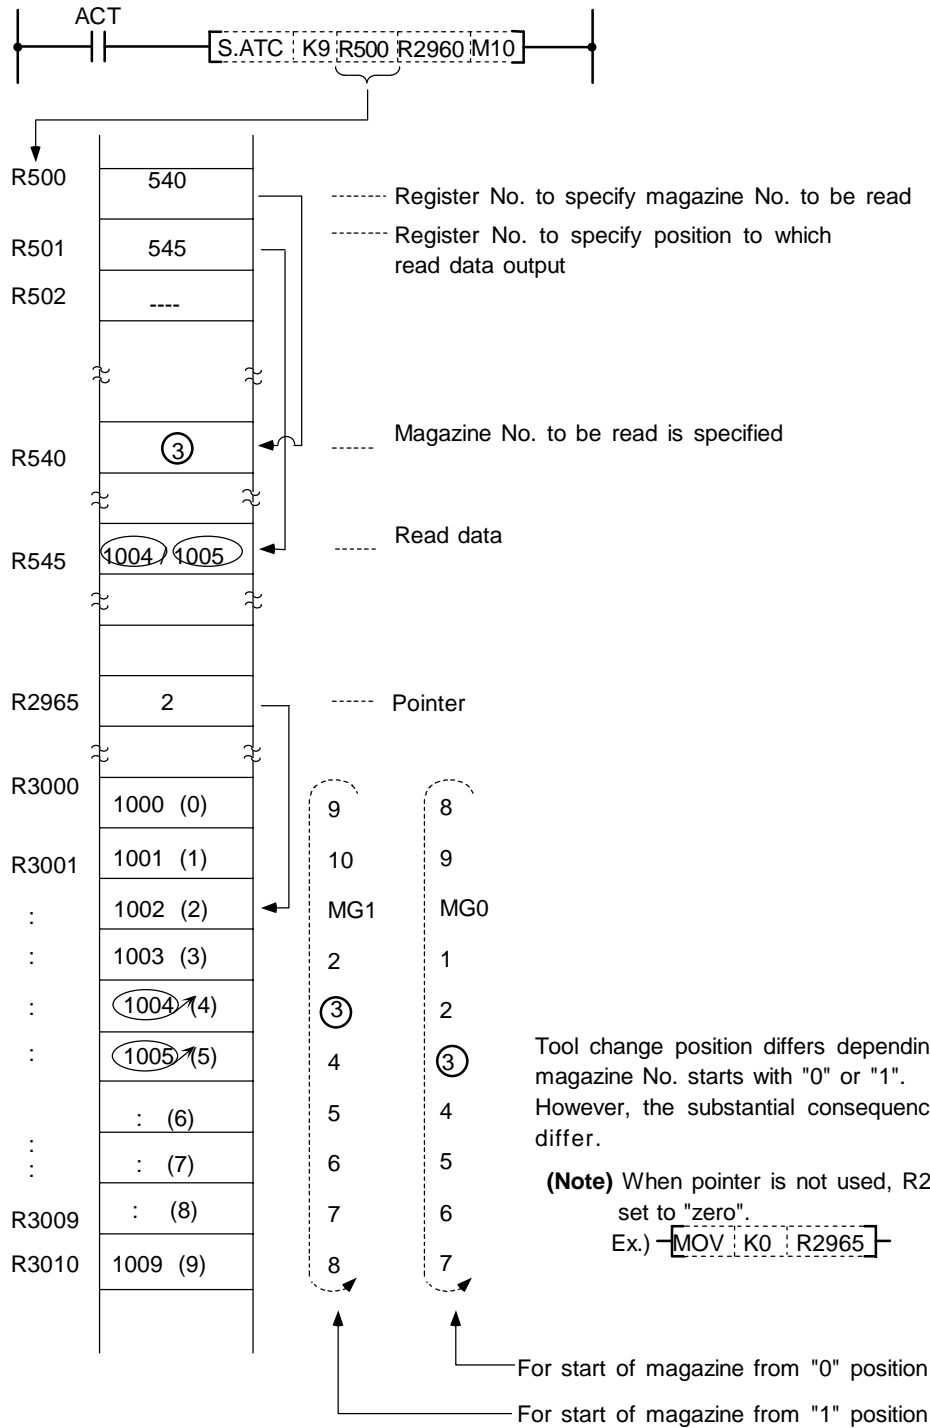 ACT
S.ATC K9 R500 R2960 M10
R500 540 ------ Register No. to specify magazine No. to be read
R501 545 ------ Register No. to specify position to which
read data output
R502 ----
Magazine No. to be read is specified
R540 3 ----
Read data
R545 1004 / 1005 ----
R2965 2 ----- Pointer
R3000 1000 (0) 9 8
R3001 1001 (1) 10 9
: 1002 (2) MG1 MG0
: 1003 (3) 2 1
: 1004 (4) 3 2
: 1005 (5) 4 3
: (6) 5 4
: : (7) 6 5
:
R3009 : (8) 7 6
R3010 1009 (9) 8 7
Tool change position differs
magazine No. starts with "0" or "1".
However, the substantial
differ.
(Note) When pointer is not used,
set to "zero".
Ex.) MOV K0 R2965
For start of magazine from "0" position
For start of magazine from "1" position